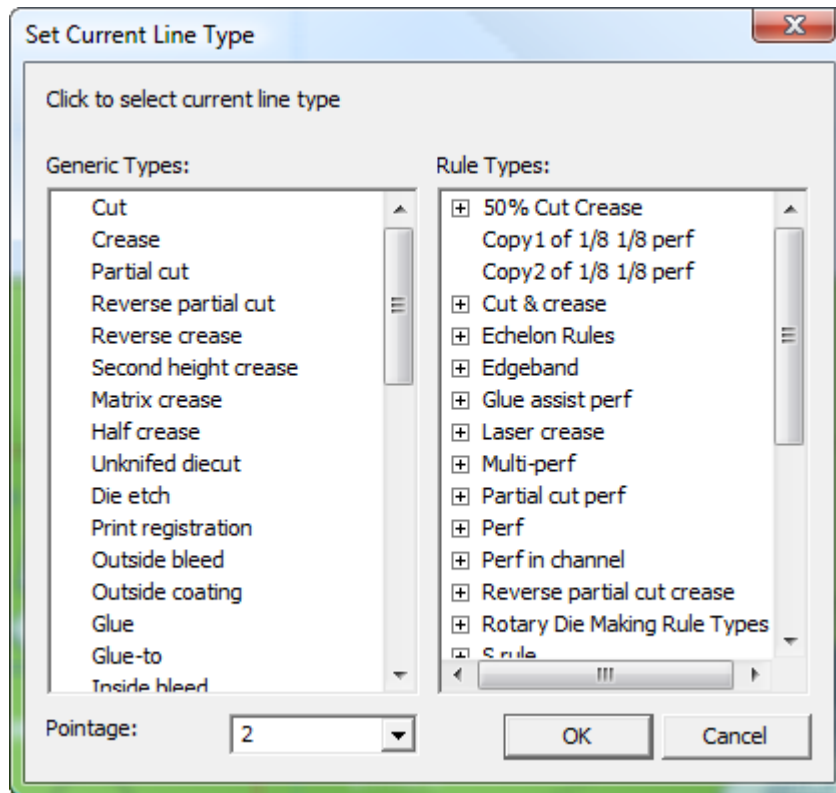 Set Current Line Type
Click to select current line type
Generic Types:
Cut
Crease
Partial cut
Reverse partial cut
Reverse crease
Second height crease
Matrix crease
Half crease
Unknifed diecut
Die etch
Print registration
Outside bleed
Outside coating
Glue
Glue-to
Inside bleed
Rule Types:
50% Cut Crease
Copy1 of 1/8 1/8 perf
Copy2 of 1/8 1/8 perf
Cut & crease
Echelon Rules
Edgeband
Glue assist perf
Laser crease
Multi-perf
Partial cut perf
Perf
Perf in channel
Reverse partial cut crease
Rotary Die Making Rule Types
S rule
Pointage:
2
OK
Cancel